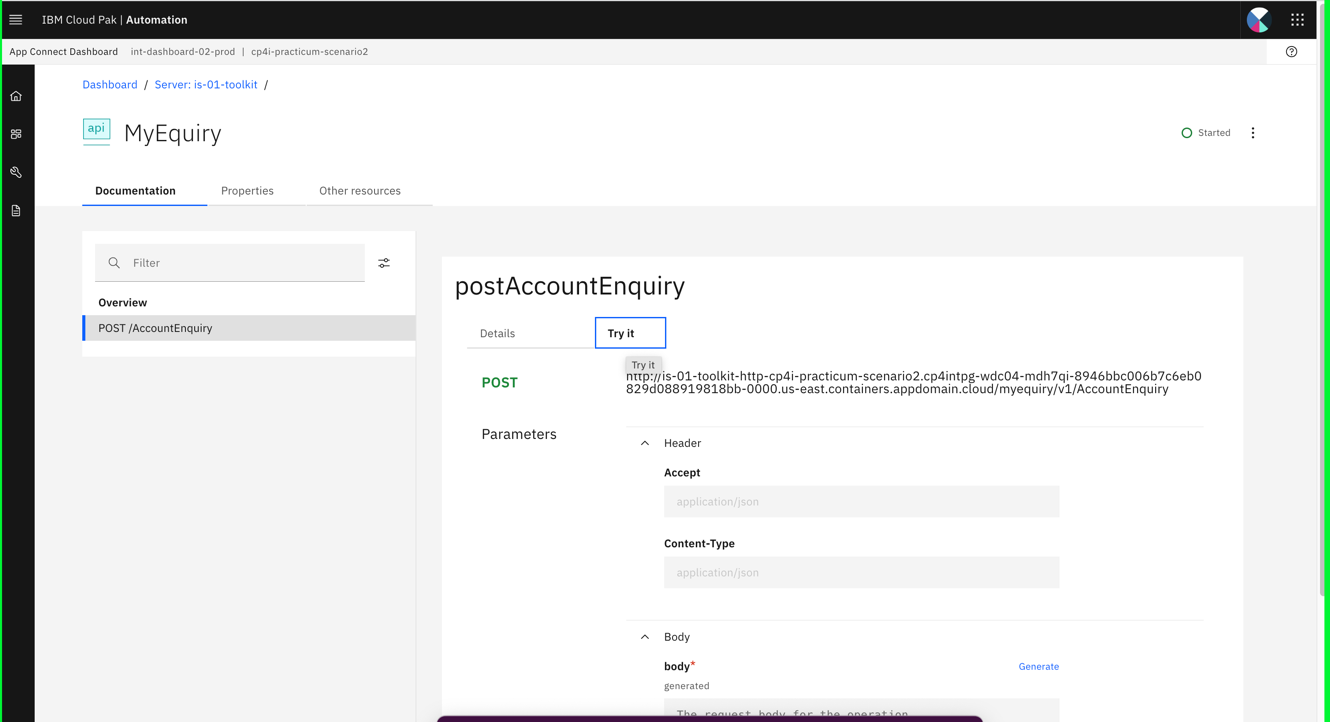 IBM Cloud Pak | Automation
App Connect Dashboard int-dashboard-02-prod | cp4i-practicum-scenario2
Dashboard / Server: is-01-toolkit /
api MyEquiry
Started
Documentation Properties Other resources
Filter
Overview
POST /AccountEnquiry
postAccountEnquiry
Details Try it
Try it
POST
http://is-01-toolkit-http-cp4i-practicum-scenario2.cp4intpg-wdc04-mdh7qi-8946bbc006b7c6eb0
829d088919818bb-0000.us-east.containers.appdomain.cloud/myequiry/v1/AccountEnquiry
Parameters
Header
Accept
application/json
Content-Type
application/json
Body
body* Generate
generated
The request body for the operation